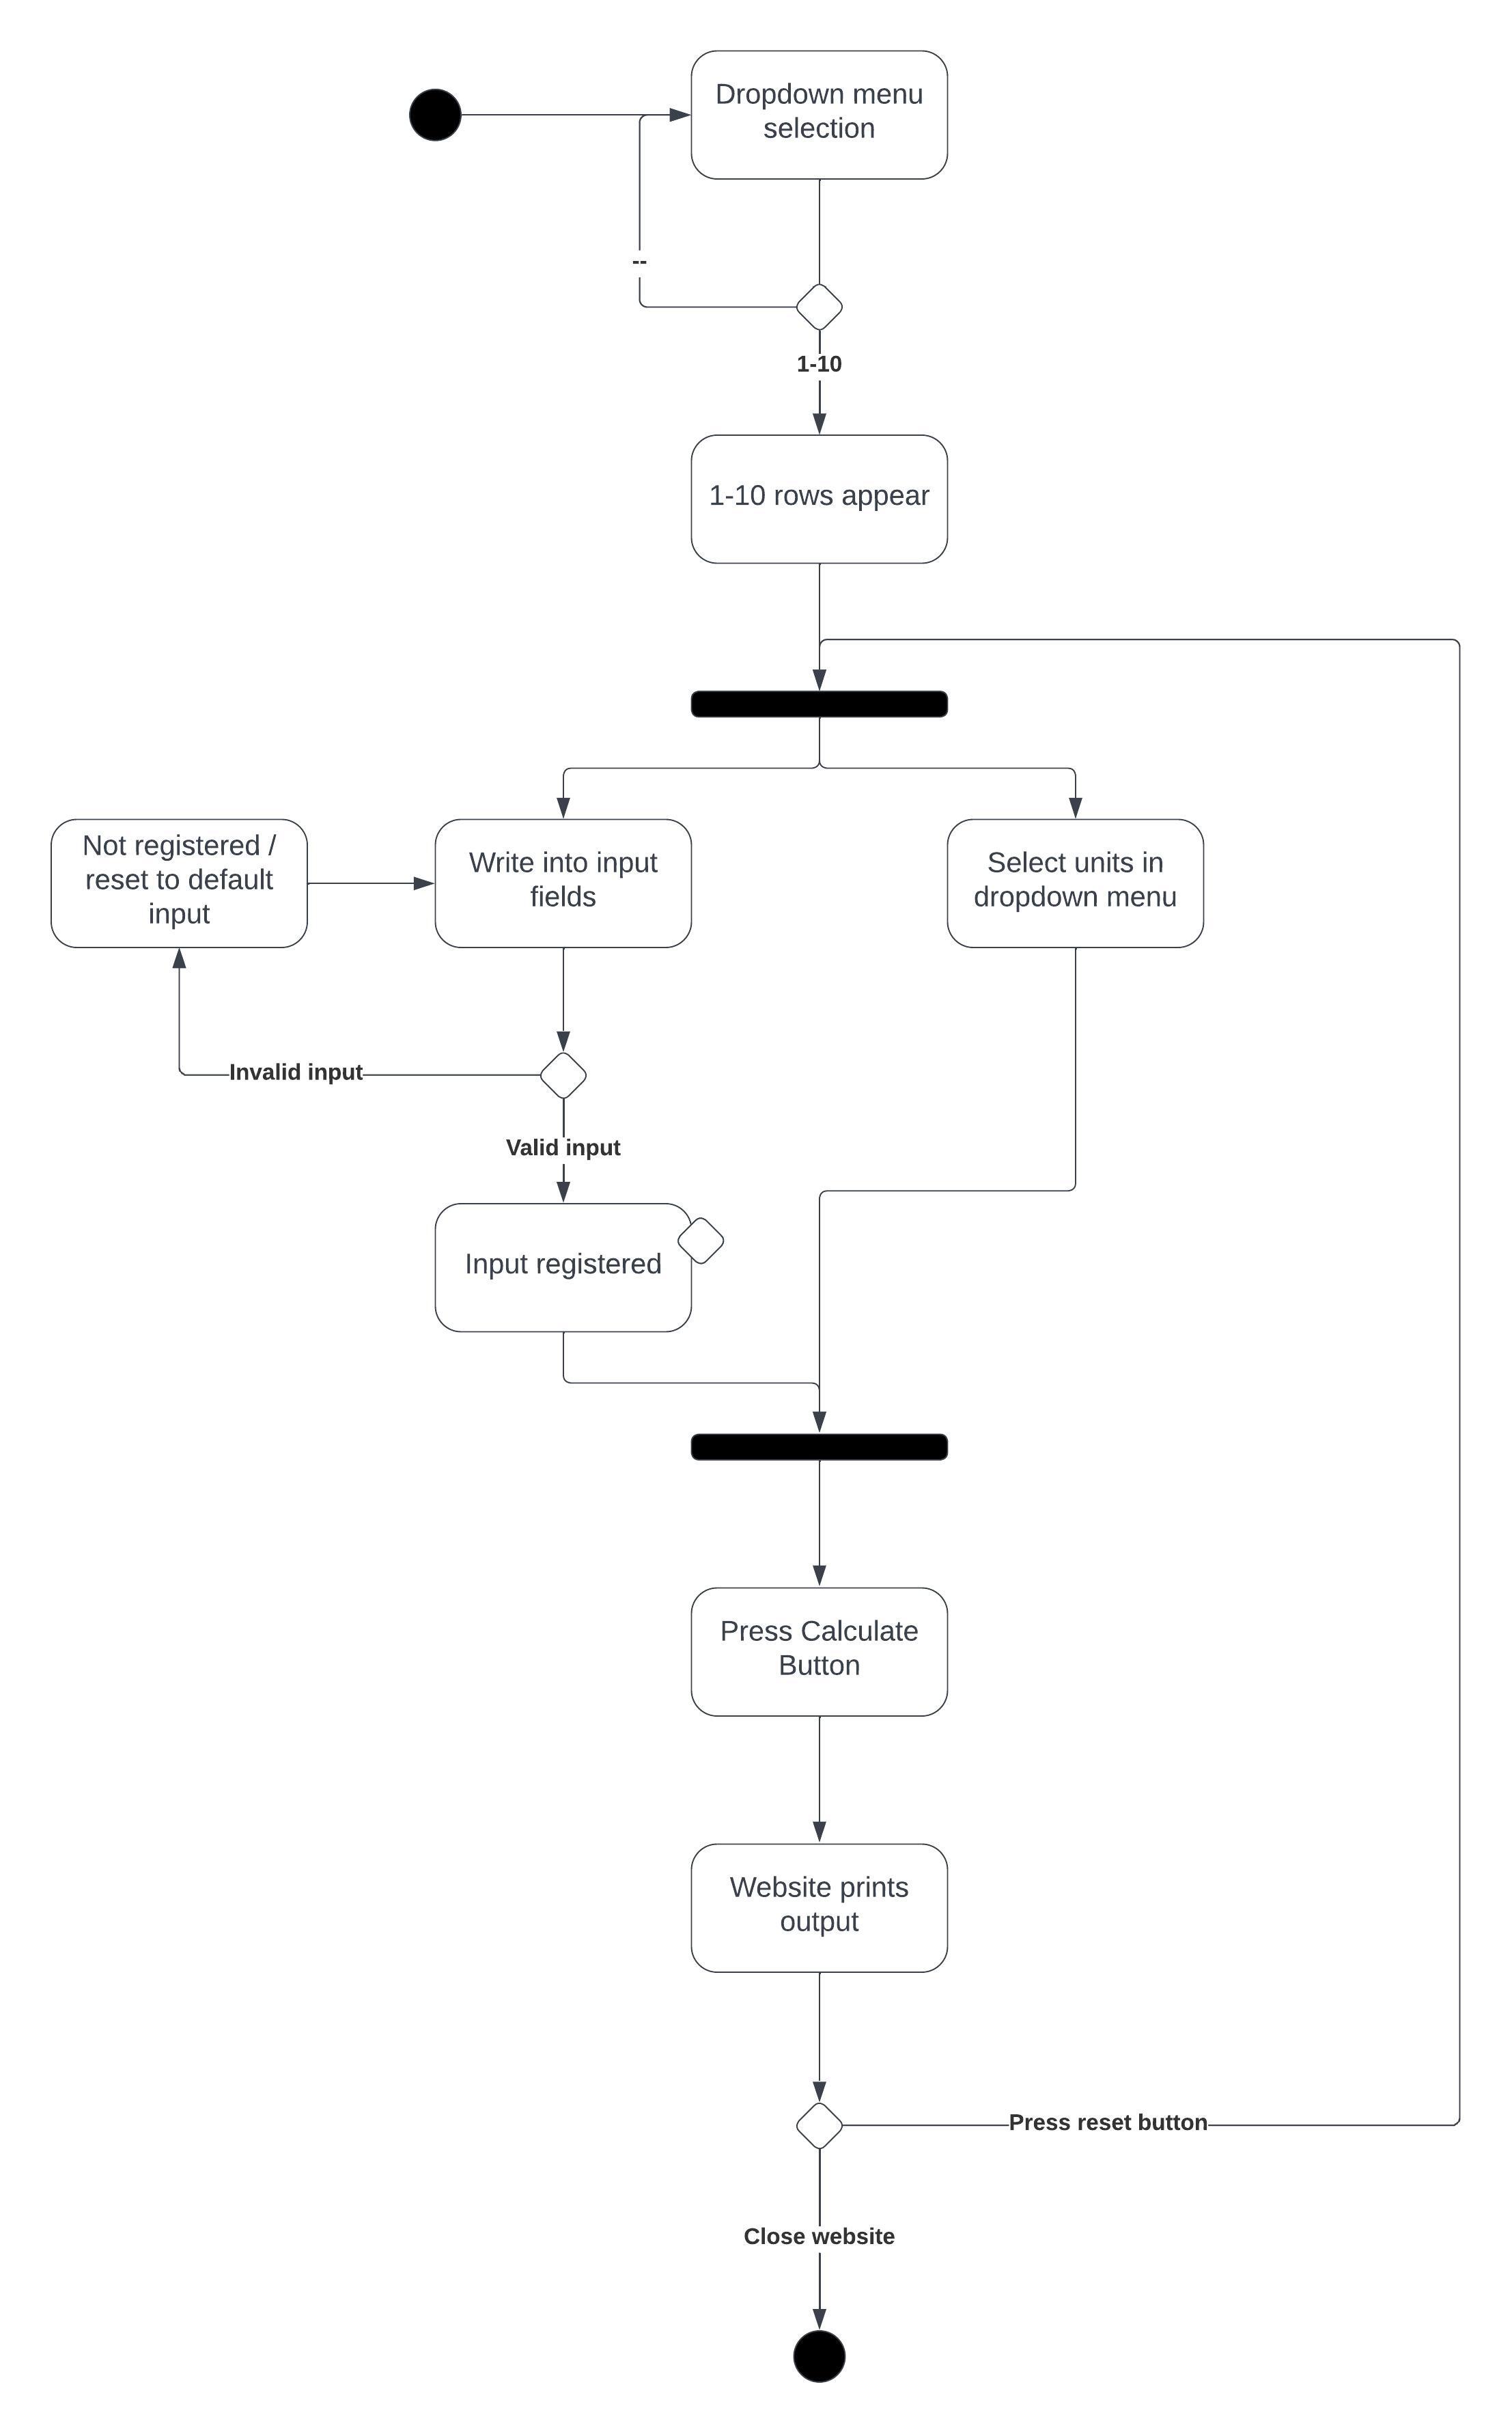 Dropdown menu
selection
--
1-10
1-10 rows appear
Not registered /
reset to default
input
Write into input
fields
Select units in
dropdown menu
Invalid input
Valid input
Input registered
Press Calculate
Button
Website prints
output
Press reset button
Close website